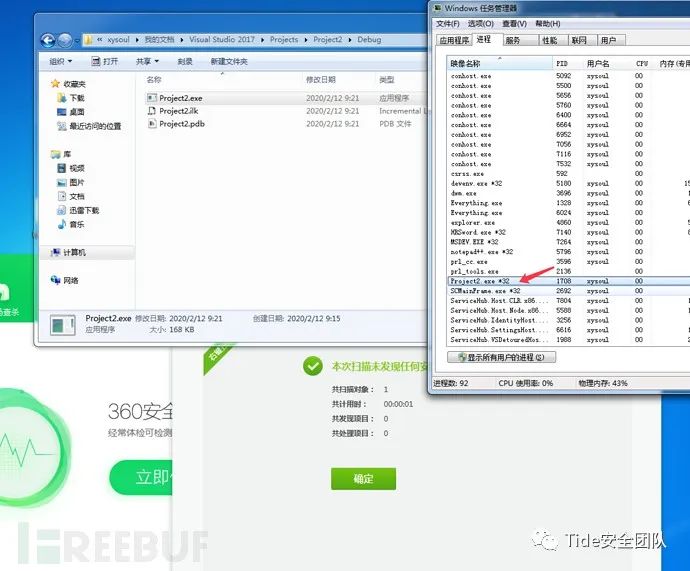 xysoul ▸ 我的文档 ▸ Visual Studio 2017 ▸ Projects ▸ Project2 ▸ Debug
组织 打开 共享 刻录 新建文件夹
名称 修改日期 类型
收藏夹
下载
桌面
最近访问的位置
库
视频
图片
文档
迅雷下载
音乐
计算机
网络
Project2.exe 2020/2/12 9:21 应用程序
Project2.ilk 2020/2/12 9:21 Incremental
Project2.pdb 2020/2/12 9:21 PDB 文件
Project2.exe 修改日期: 2020/2/12 9:21 创建日期: 2020/2/12 9:15
应用程序 大小: 168 KB
Windows 任务管理器
文件(F) 选项(O) 查看(V) 帮助(H)
应用程序 进程 服务 性能 联网 用户
映像名称 PID 用户名 CPU 内存(专用
conhost.exe 5092 xysoul 00
conhost.exe 5500 xysoul 00
conhost.exe 5656 xysoul 00
conhost.exe 5760 xysoul 00
conhost.exe 6400 xysoul 00
conhost.exe 6664 xysoul 00
conhost.exe 6952 xysoul 00
conhost.exe 7056 xysoul 00
conhost.exe 7116 xysoul 00
conhost.exe 7532 xysoul 00
csrss.exe 592 00
devenv.exe *32 5180 xysoul 00 15
dwm.exe 3696 xysoul 00 1
Everything.exe 1328 xysoul 00 6
Everything.exe 6024 xysoul 00
explorer.exe 4860 xysoul 00 5
HRSword.exe *32 7140 xysoul 00
MSDEV.EXE *32 7264 xysoul 00
notepad++.exe *32 5796 xysoul 00
prl_cc.exe 3596 xysoul 00
prl_tools.exe 2136 00
Project2.exe *32 1708 xysoul 00
SCMainFrame.exe *32 2692 xysoul 00
ServiceHub.Host.CLR.x86... 7804 xysoul 00
ServiceHub.Host.Node.x86... 5588 xysoul 00
ServiceHub.IdentityHost... 3256 xysoul 00
ServiceHub.SettingsHost... 6616 xysoul 00
ServiceHub.VSDetouredHost... 1988 xysoul 00
显示所有用户的进程(S)
进程数: 92 CPU 使用率: 0% 物理内存: 43%
本次扫描未发现任何安
共扫描对象： 1
共计用时： 00:00:01
共发现项目： 0
共处理项目： 0
确定
360安全
经常体检可检测
立即
FREEBUF
Tide安全团队